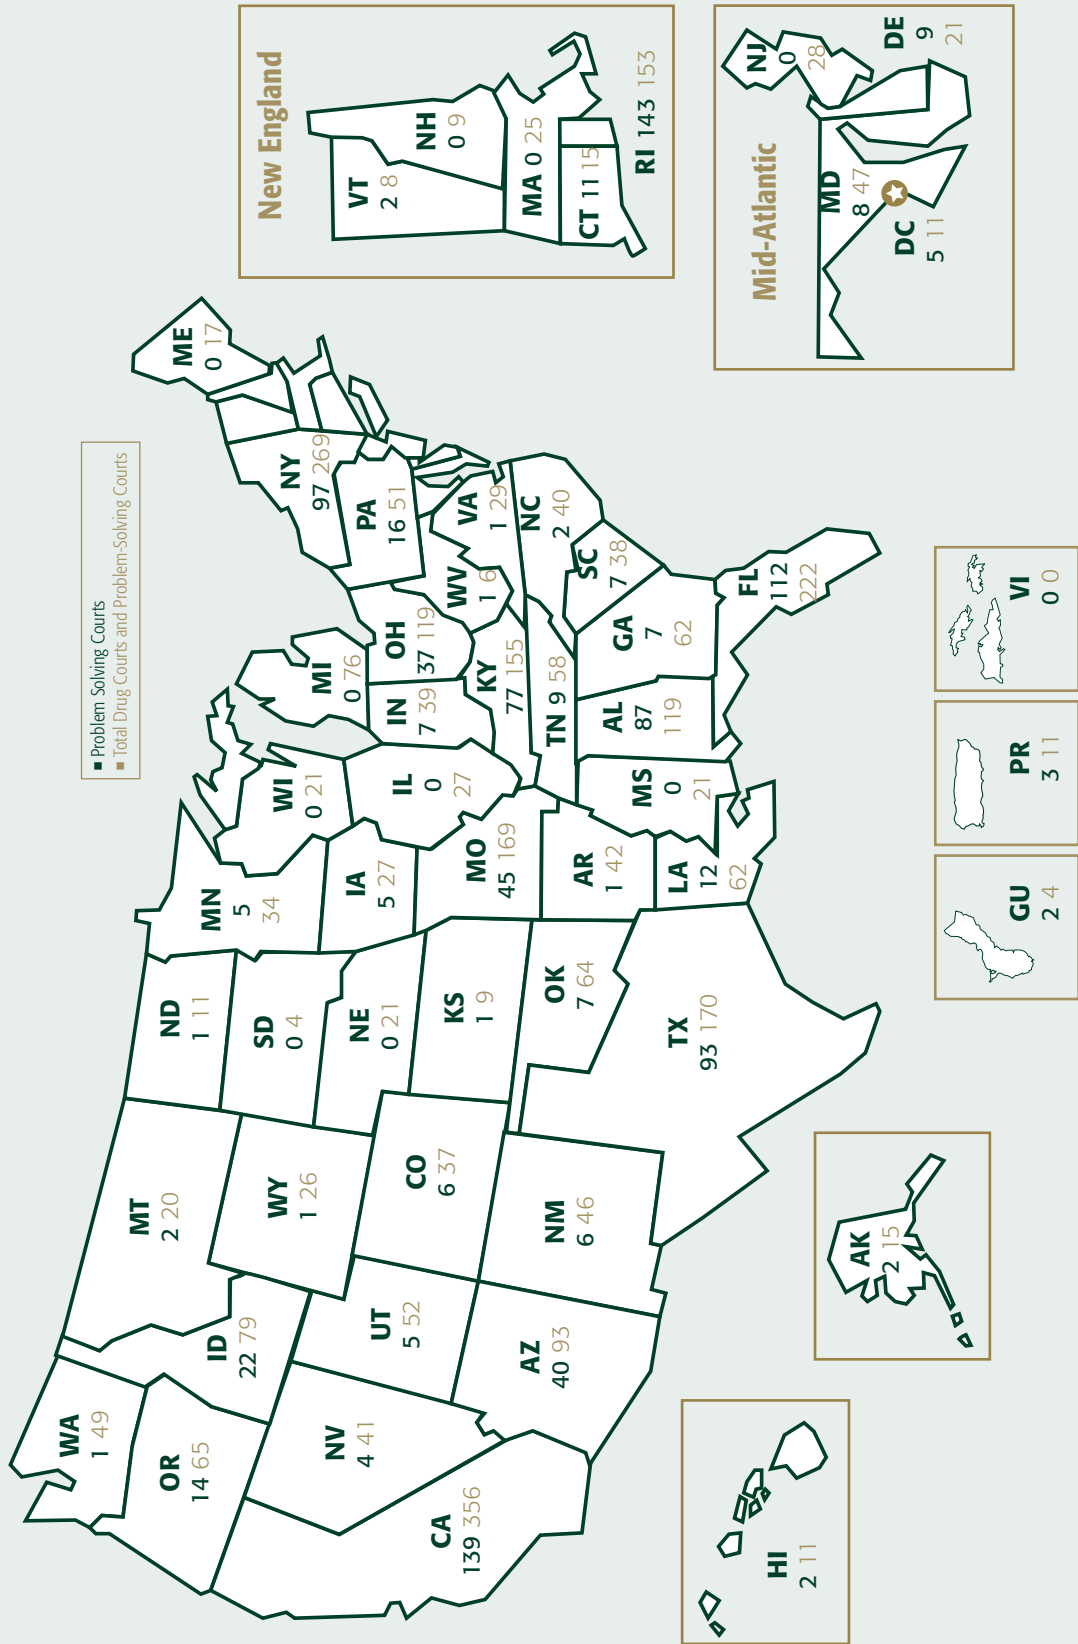 ■ Problem Solving Courts
■ Total Drug Courts and Problem-Solving Courts
WA
1 49
OR
14 65
CA
139 356
NV
4 41
ID
22 79
MT
2 20
WY
1 26
UT
5 52
AZ
40 93
CO
6 37
NM
6 46
ND
1 11
SD
0 4
NE
0 21
KS
1 9
OK
7 64
TX
93 170
MN
5
34
IA
5 27
MO
45 169
AR
1 42
LA
12
62
WI
0 21
IL
0
27
MS
0
21
MI
0 76
IN
7 39
OH
37 119
KY
77 155
TN 9 58
AL
87
119
GA
7
62
FL
112
222
SC
7 38
NC
2 40
VA
1 29
WV
1 6
PA
16 51
NY
97 269
ME
0 17
New England
VT
2 8
NH
0 9
MA 0 25
CT 11 15
RI 143 153
Mid-Atlantic
NJ
0
28
DE
9
21
MD
8 47
DC
5 11
HI
2 11
AK
2 15
GU
2 4
PR
3 11
VI
0 0